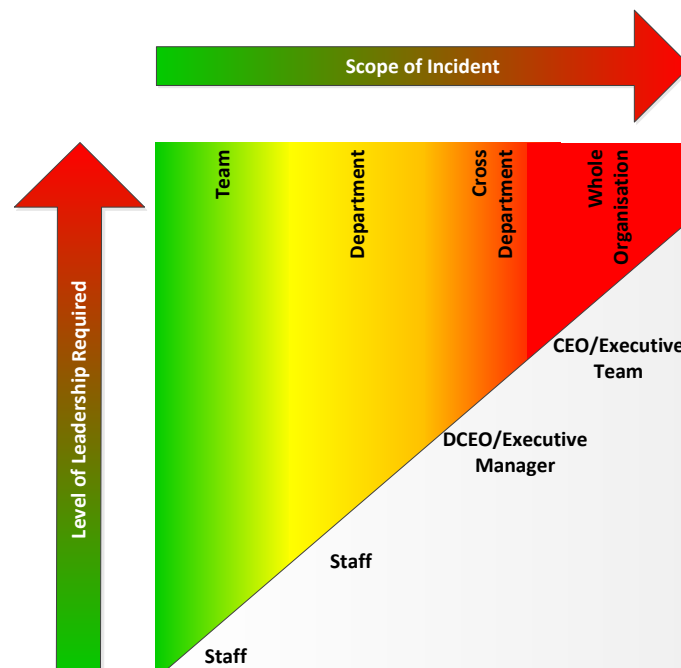 Scope of Incident
Level of Leadership Required
Team
Department
Cross
Department
Whole
Organisation
CEO/Executive
Team
DCEO/Executive
Manager
Staff
Staff